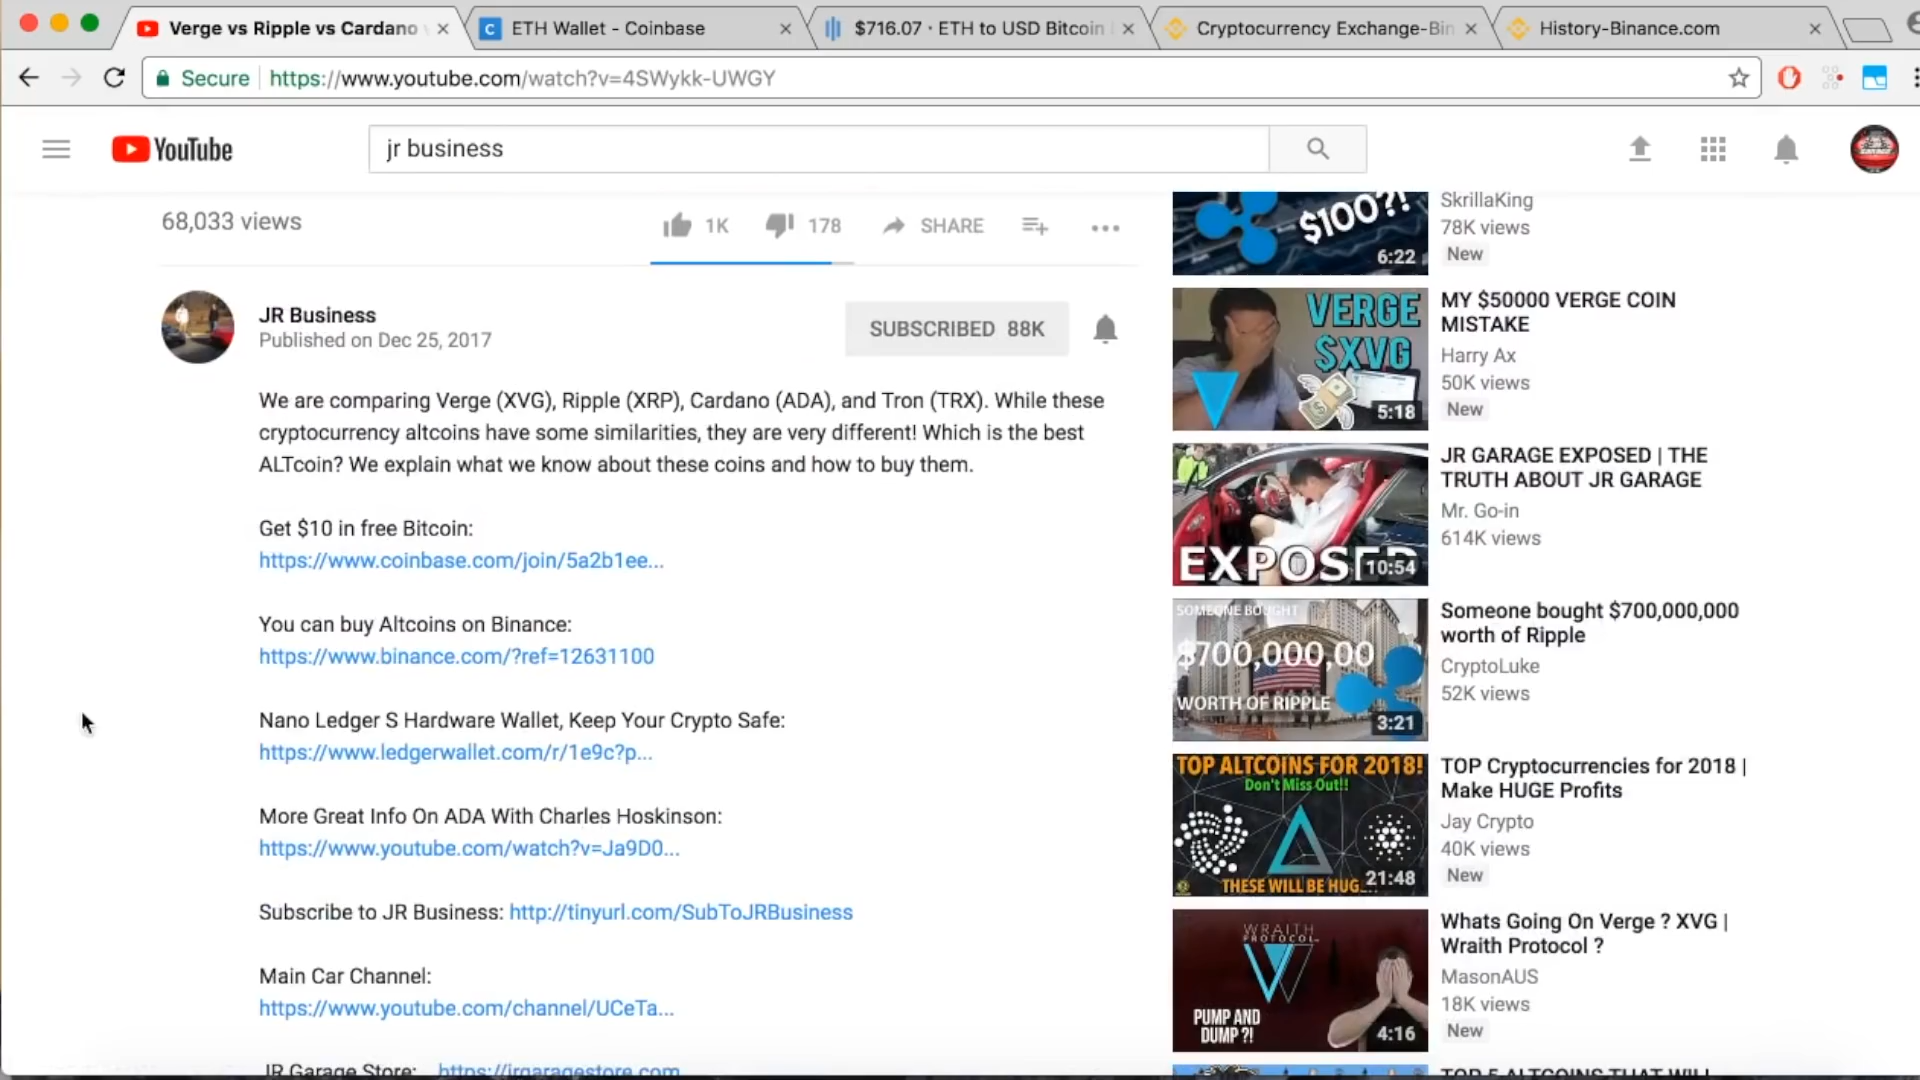 Verge vs Ripple vs Cardano
ETH Wallet - Coinbase
$716.07 · ETH to USD Bitcoin
Cryptocurrency Exchange-Bin
History-Binance.com
Secure https://www.youtube.com/watch?v=4SWykk-UWGY
YouTube
jr business
68,033 views
1K
178
SHARE
JR Business
Published on Dec 25, 2017
SUBSCRIBED 88K
We are comparing Verge (XVG), Ripple (XRP), Cardano (ADA), and Tron (TRX). While these
cryptocurrency altcoins have some similarities, they are very different! Which is the best
ALTcoin? We explain what we know about these coins and how to buy them.
Get $10 in free Bitcoin:
https://www.coinbase.com/join/5a2b1ee...
You can buy Altcoins on Binance:
https://www.binance.com/?ref=12631100
Nano Ledger S Hardware Wallet, Keep Your Crypto Safe:
https://www.ledgerwallet.com/r/1e9c?p...
More Great Info On ADA With Charles Hoskinson:
https://www.youtube.com/watch?v=Ja9D0...
Subscribe to JR Business: http://tinyurl.com/SubToJRBusiness
Main Car Channel:
https://www.youtube.com/channel/UCeTa...
JR Garage Store: https://jrgaragestore.com
$100?!
6:22
SkrillaKing
78K views
New
VERGE
$XVG
5:18
MY $50000 VERGE COIN
MISTAKE
Harry Ax
50K views
New
EXPOSED
10:54
JR GARAGE EXPOSED | THE
TRUTH ABOUT JR GARAGE
Mr. Go-in
614K views
SOMEONE BOUGHT
$700,000,00
WORTH OF RIPPLE
3:21
Someone bought $700,000,000
worth of Ripple
CryptoLuke
52K views
TOP ALTCOINS FOR 2018!
Don't Miss Out!!
THESE WILL BE HUG
21:48
TOP Cryptocurrencies for 2018 |
Make HUGE Profits
Jay Crypto
40K views
New
WRAITH
PROTOCOL
PUMP AND
DUMP ?!
4:16
Whats Going On Verge ? XVG |
Wraith Protocol ?
MasonAUS
18K views
New
TOP 5 ALTCOINS THAT WILL